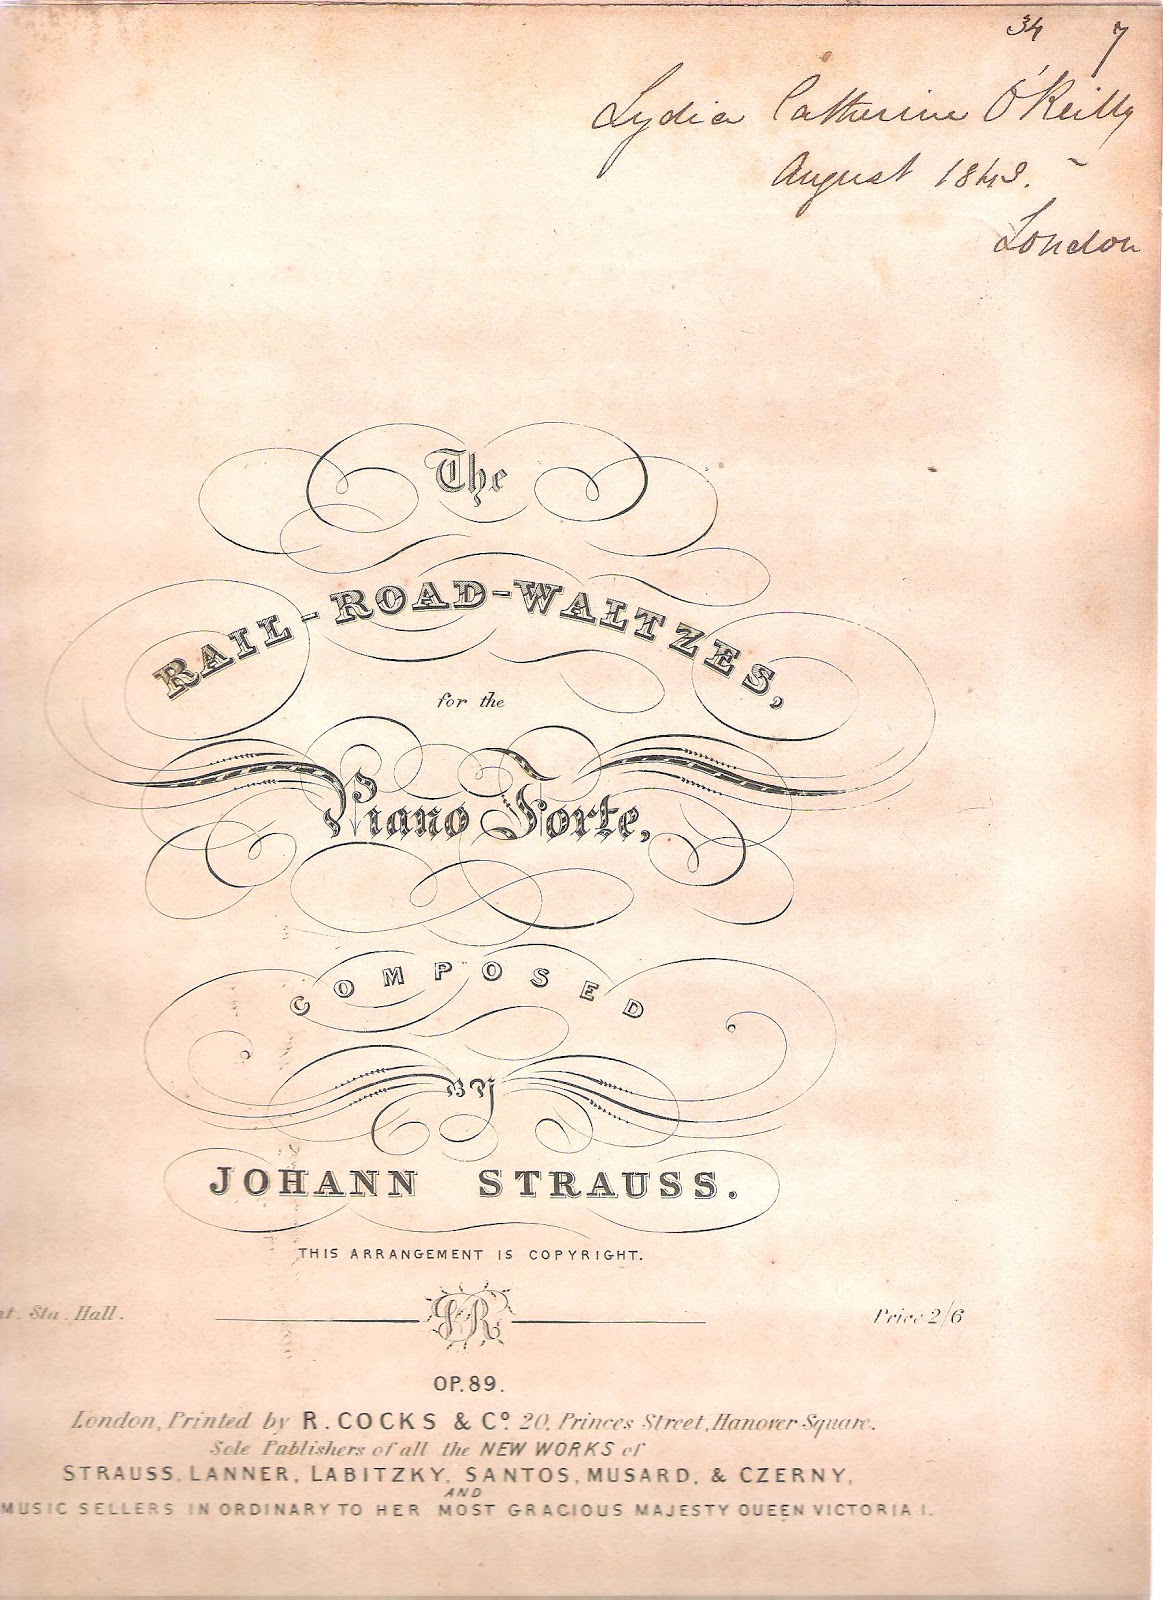 34 7
Lydia Catherine O'Reilly
August 1843.
London
The
RAIL-ROAD-WALTZES,
for the
Piano Forte,
COMPOSED
BY
JOHANN STRAUSS.
THIS ARRANGEMENT IS COPYRIGHT.
Sta. Hall. Price 2/6
OP. 89.
London, Printed by R. COCKS & Co. 20, Princes Street, Hanover Square.
Sole Publishers of all the NEW WORKS of
STRAUSS, LANNER, LABITZKY, SANTOS, MUSARD, & CZERNY,
AND
MUSIC SELLERS IN ORDINARY TO HER MOST GRACIOUS MAJESTY QUEEN VICTORIA I.